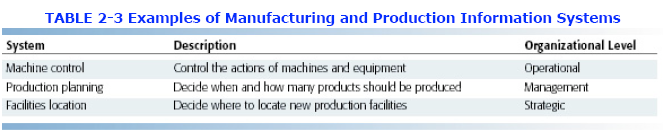 TABLE 2-3 Examples of Manufacturing and Production Information Systems
System Description Organizational Level
Machine control Control the actions of machines and equipment Operational
Production planning Decide when and how many products should be produced Management
Facilities location Decide where to locate new production facilities Strategic